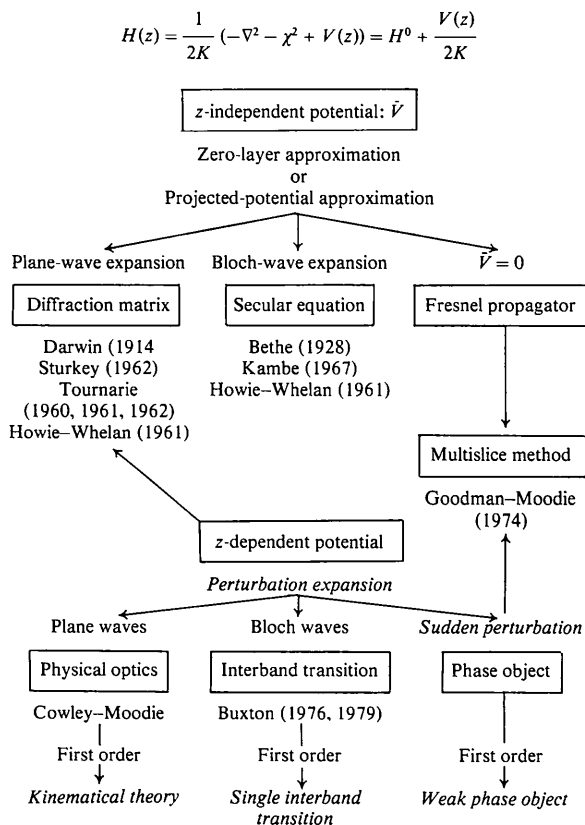 H(z) = 1/2K (−∇² − χ² + V(z)) = H⁰ + V(z)/2K
z-independent potential: V̄
Zero-layer approximation
or
Projected-potential approximation
Plane-wave expansion Bloch-wave expansion V̄ = 0
Diffraction matrix Secular equation Fresnel propagator
Darwin (1914 Bethe (1928)
Sturkey (1962) Kambe (1967)
Tournarie Howie–Whelan (1961)
(1960, 1961, 1962)
Howie–Whelan (1961)
Multislice method
Goodman–Moodie
(1974)
z-dependent potential
Perturbation expansion
Plane waves Bloch waves Sudden perturbation
Physical optics Interband transition Phase object
Cowley–Moodie Buxton (1976, 1979)
First order First order First order
Kinematical theory Single interband Weak phase object
transition